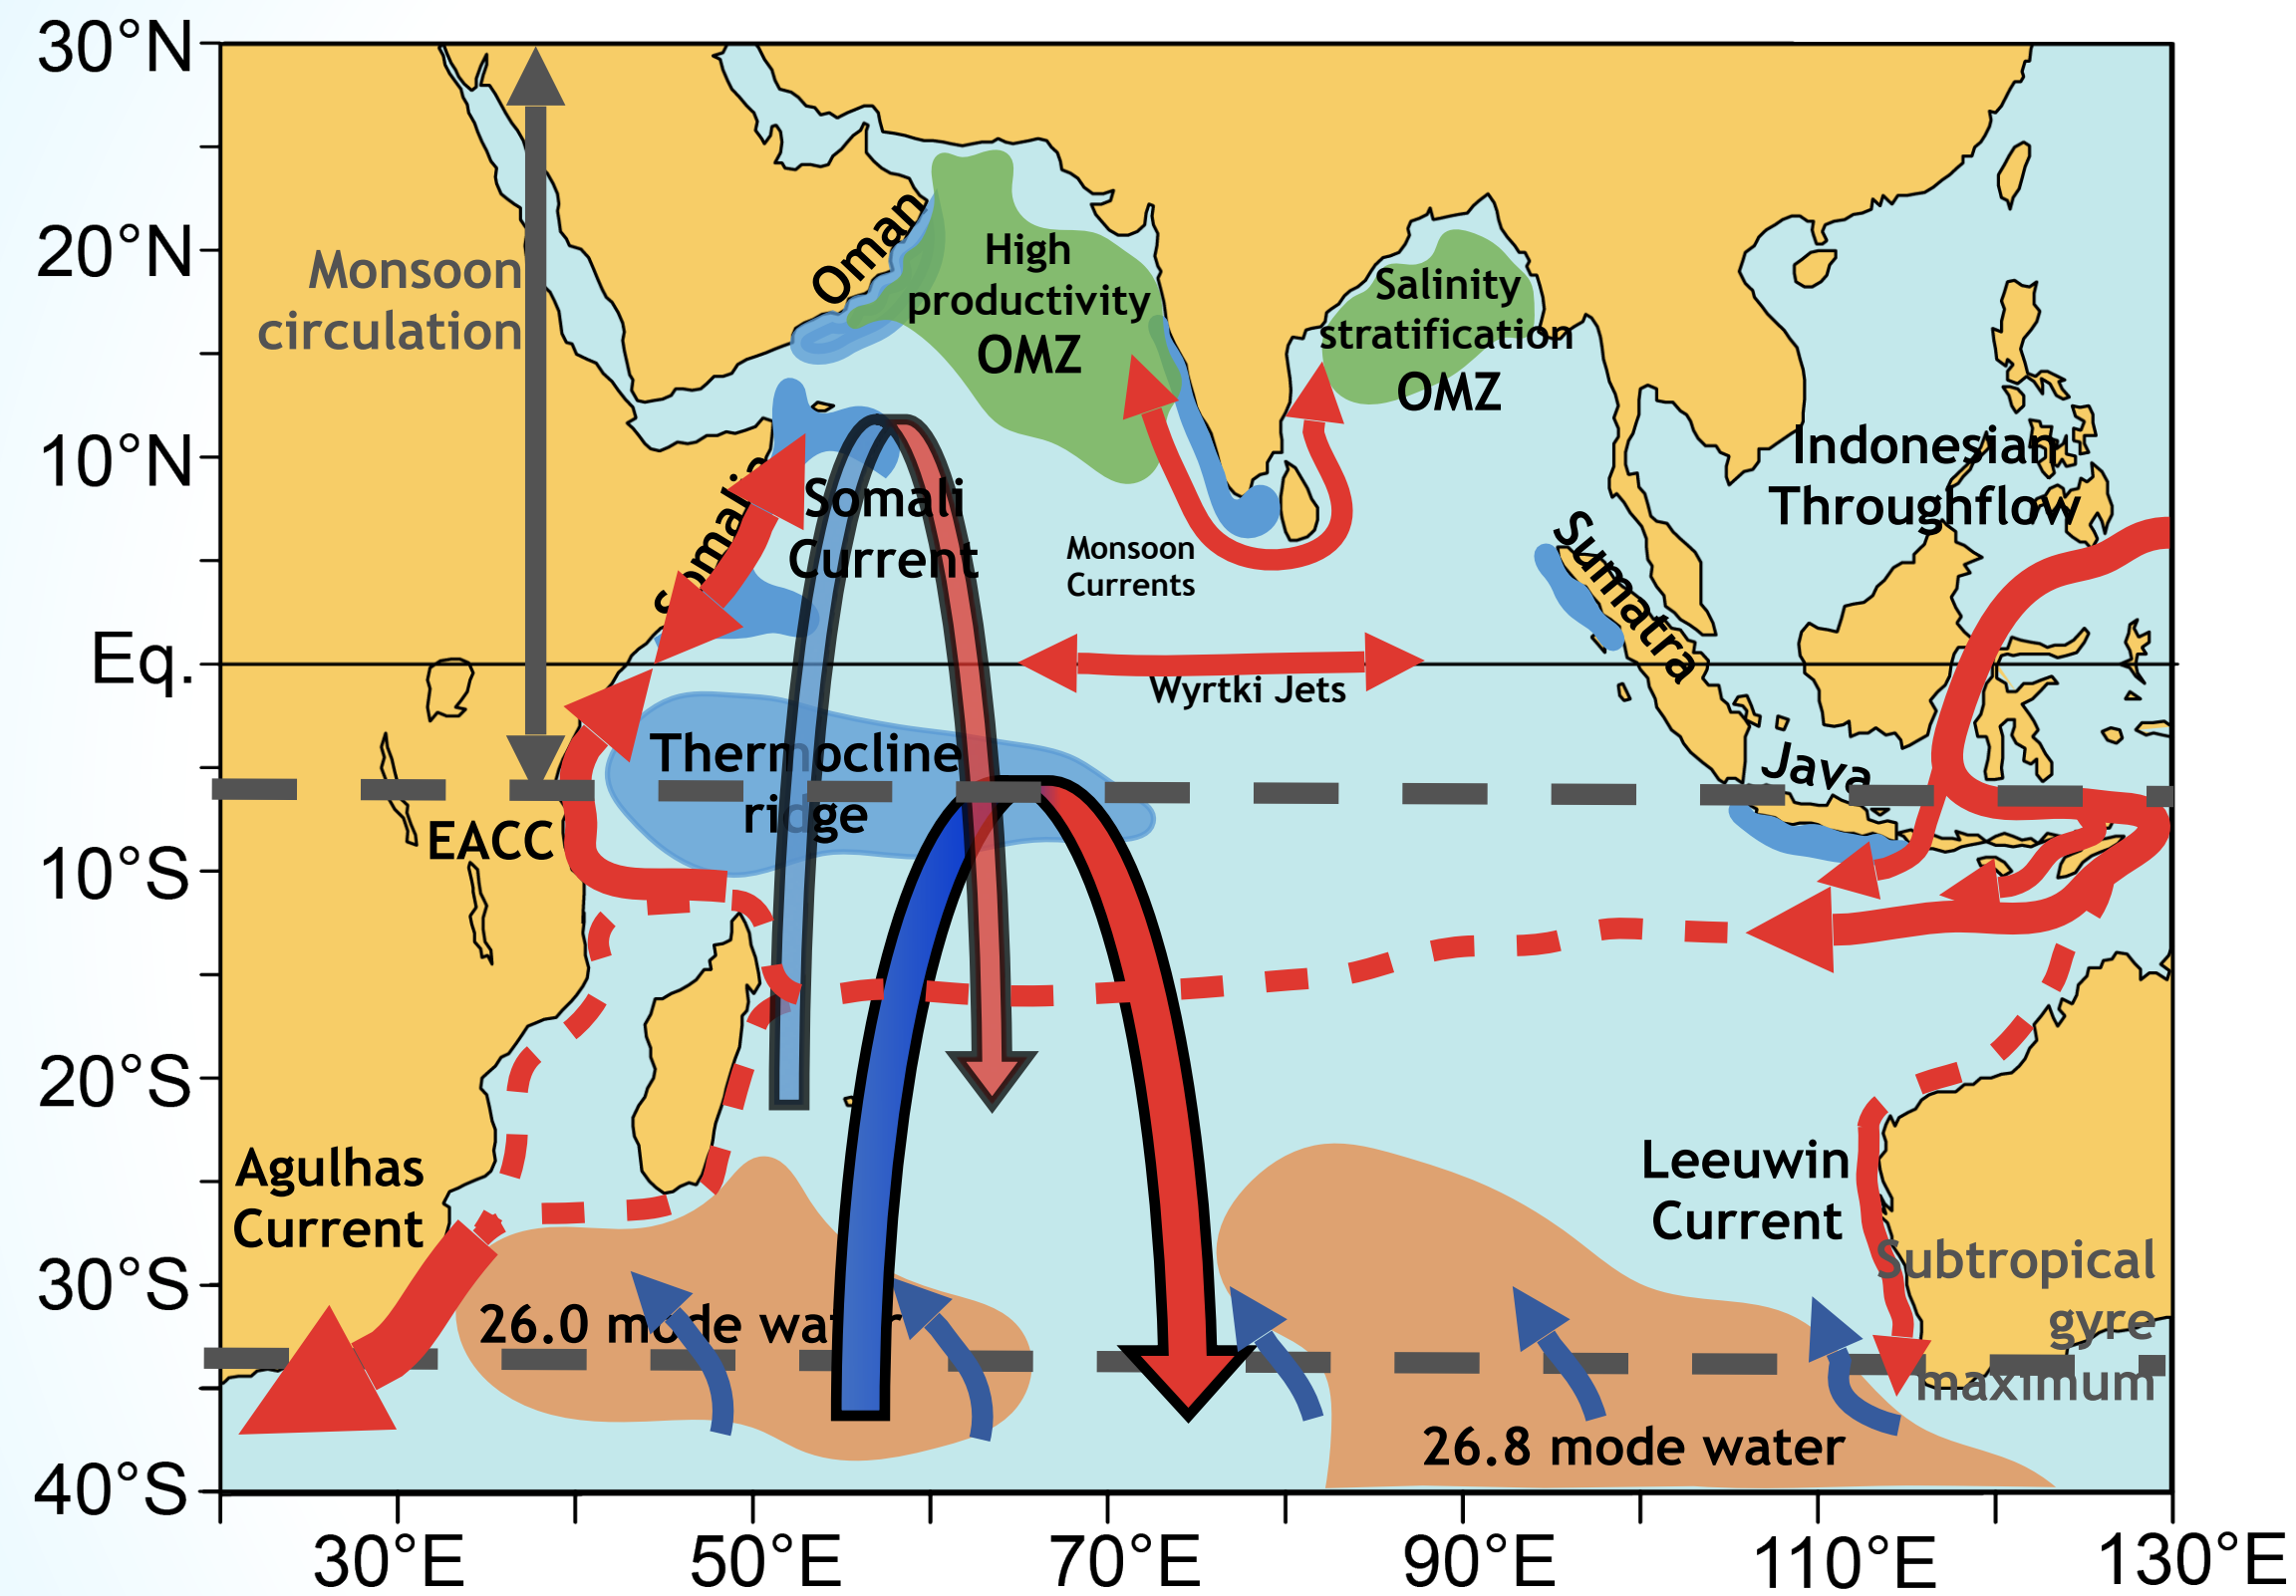 30°N
20°N
10°N
Eq.
10°S
20°S
30°S
40°S
30°E
50°E
70°E
90°E
110°E
130°E
Monsoon
circulation
Oman
High
productivity
OMZ
Salinity
stratification
OMZ
Indonesian
Throughflow
Somalia
Somali
Current
Monsoon
Currents
Sumatra
Wyrtki Jets
Thermocline
ridge
Java
EACC
Agulhas
Current
Leeuwin
Current
Subtropical
gyre
maximum
26.0 mode water
26.8 mode water